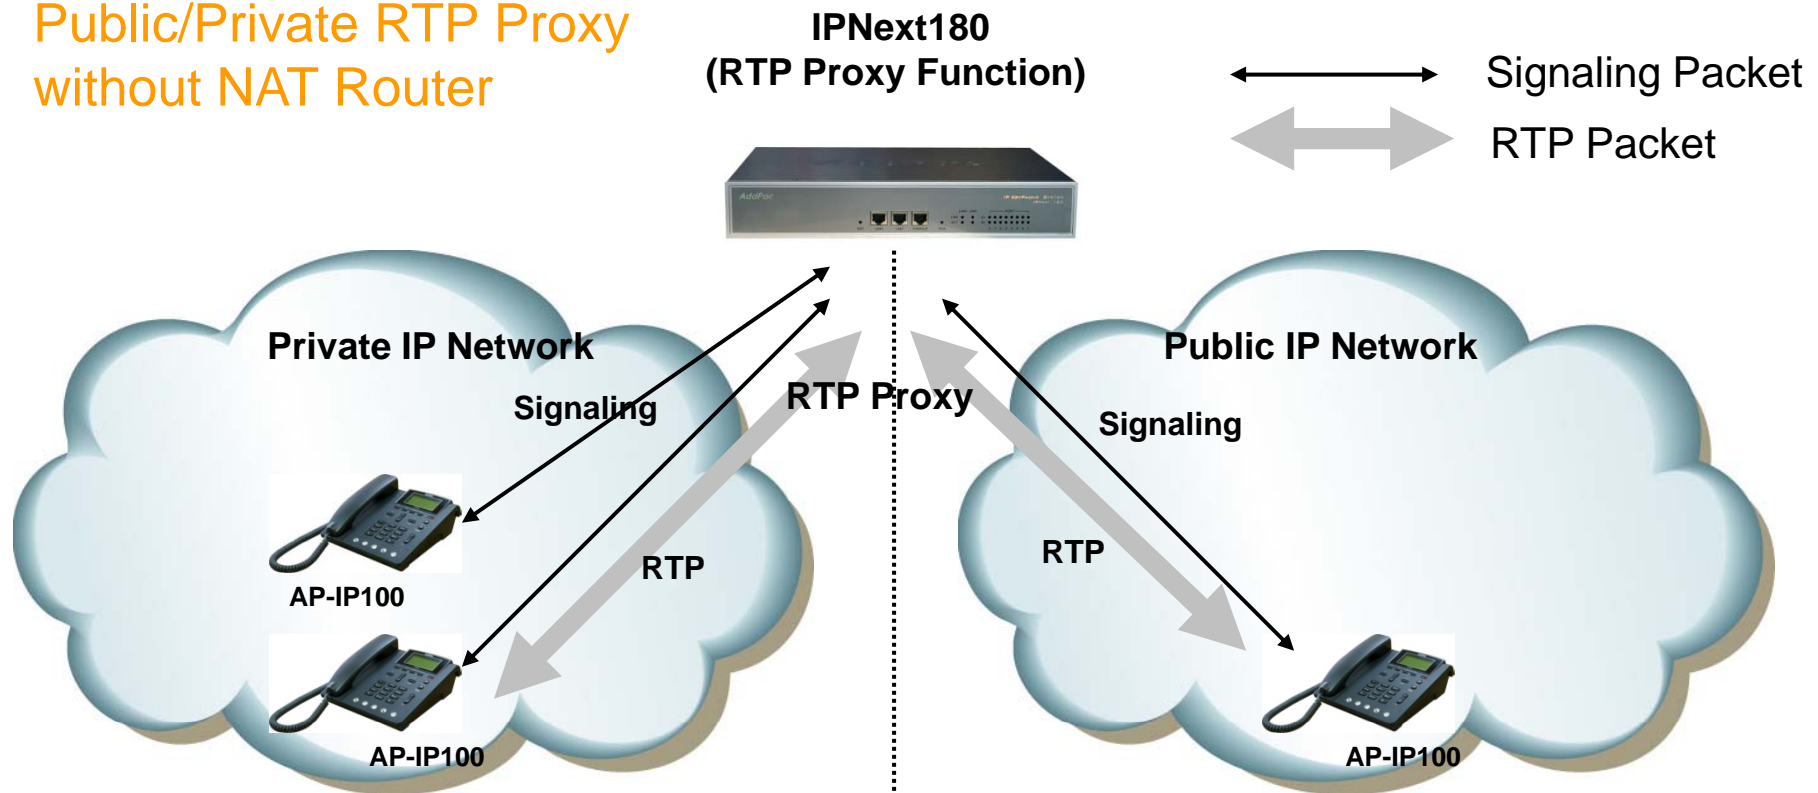 Public/Private RTP Proxy
without NAT Router
IPNext180
(RTP Proxy Function)
Signaling Packet
RTP Packet
AddPac
Private IP Network
Public IP Network
RTP Proxy
Signaling
Signaling
RTP
RTP
AP-IP100
AP-IP100
AP-IP100